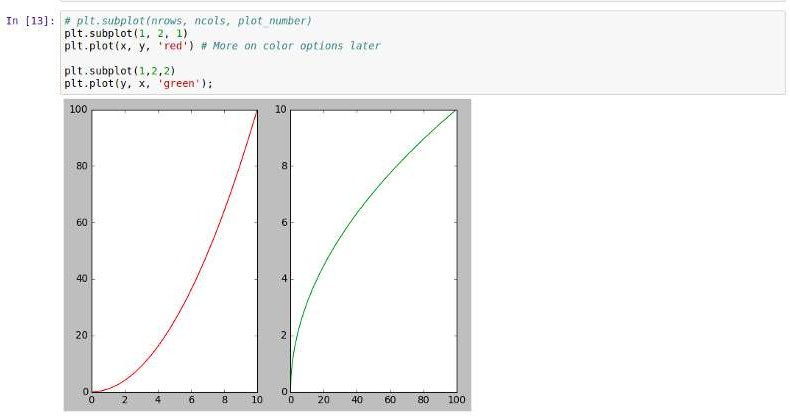 In [13]: # plt.subplot(nrows, ncols, plot_number)
plt.subplot(1, 2, 1)
plt.plot(x, y, 'red') # More on color options later
plt.subplot(1,2,2)
plt.plot(y, x, 'green');
100
80
60
40
20
0
0 2 4 6 8 10
10
8
6
4
2
0
0 20 40 60 80 100